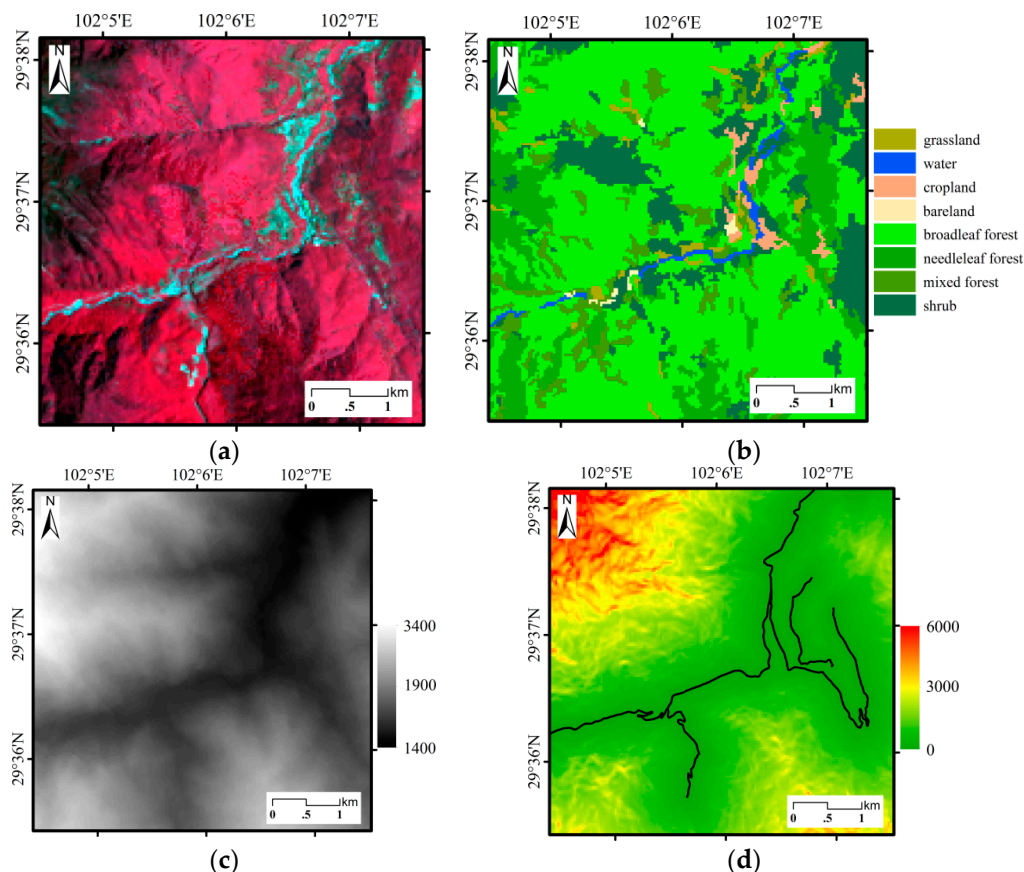 102°5'E 102°6'E 102°7'E
29°38'N
29°37'N
29°36'N
N
km
0 .5 1
(a)
102°5'E 102°6'E 102°7'E
29°38'N
29°37'N
29°36'N
N
km
0 .5 1
grassland
water
cropland
bareland
broadleaf forest
needleleaf forest
mixed forest
shrub
(b)
102°5'E 102°6'E 102°7'E
29°38'N
29°37'N
29°36'N
N
3400
1900
1400
km
0 .5 1
(c)
102°5'E 102°6'E 102°7'E
29°38'N
29°37'N
29°36'N
N
6000
3000
0
km
0 .5 1
(d)